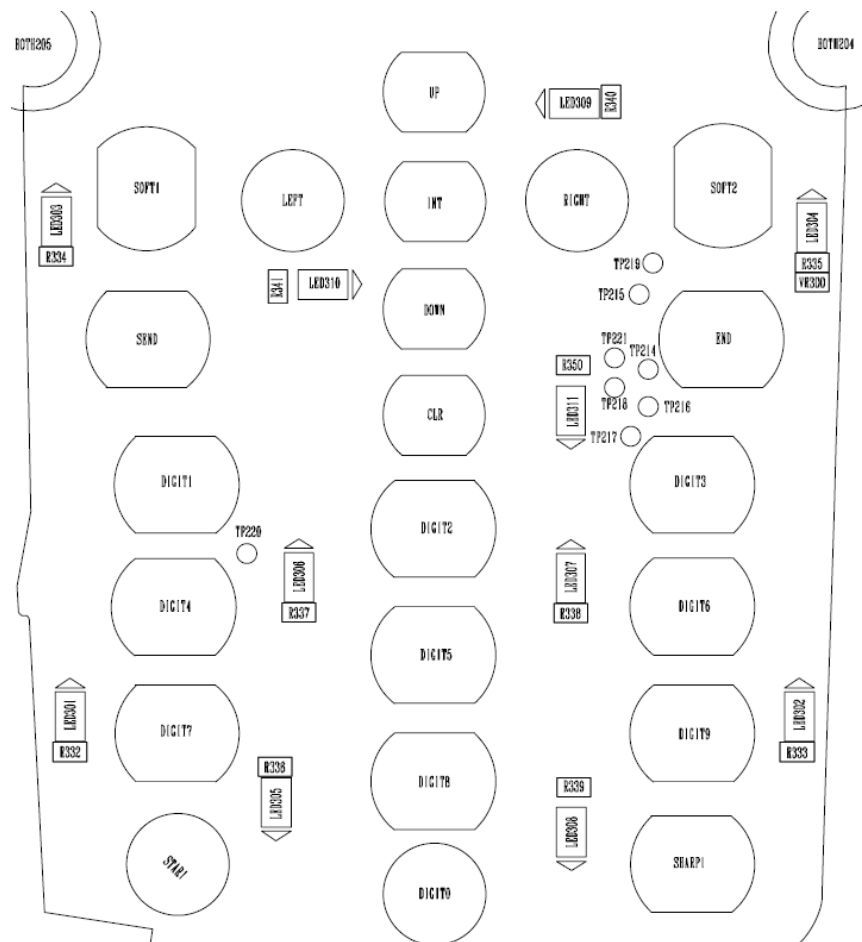 BOTH205
BOTH204
UP
LED309
R340
SOFT1
LEFT
INT
RIGHT
SOFT2
LED303
R334
LED304
R335
VR300
TP219
TP215
R341
LED310
DOWN
SEND
END
TP221
TP214
R350
LED311
TP218
TP216
TP217
CLR
DIGIT1
DIGIT2
DIGIT3
TP220
LED306
R337
LED307
R338
DIGIT4
DIGIT5
DIGIT6
LED301
R332
LED302
R333
DIGIT7
DIGIT8
DIGIT9
R336
LED305
R339
LED308
STAR1
DIGIT0
SHARP1